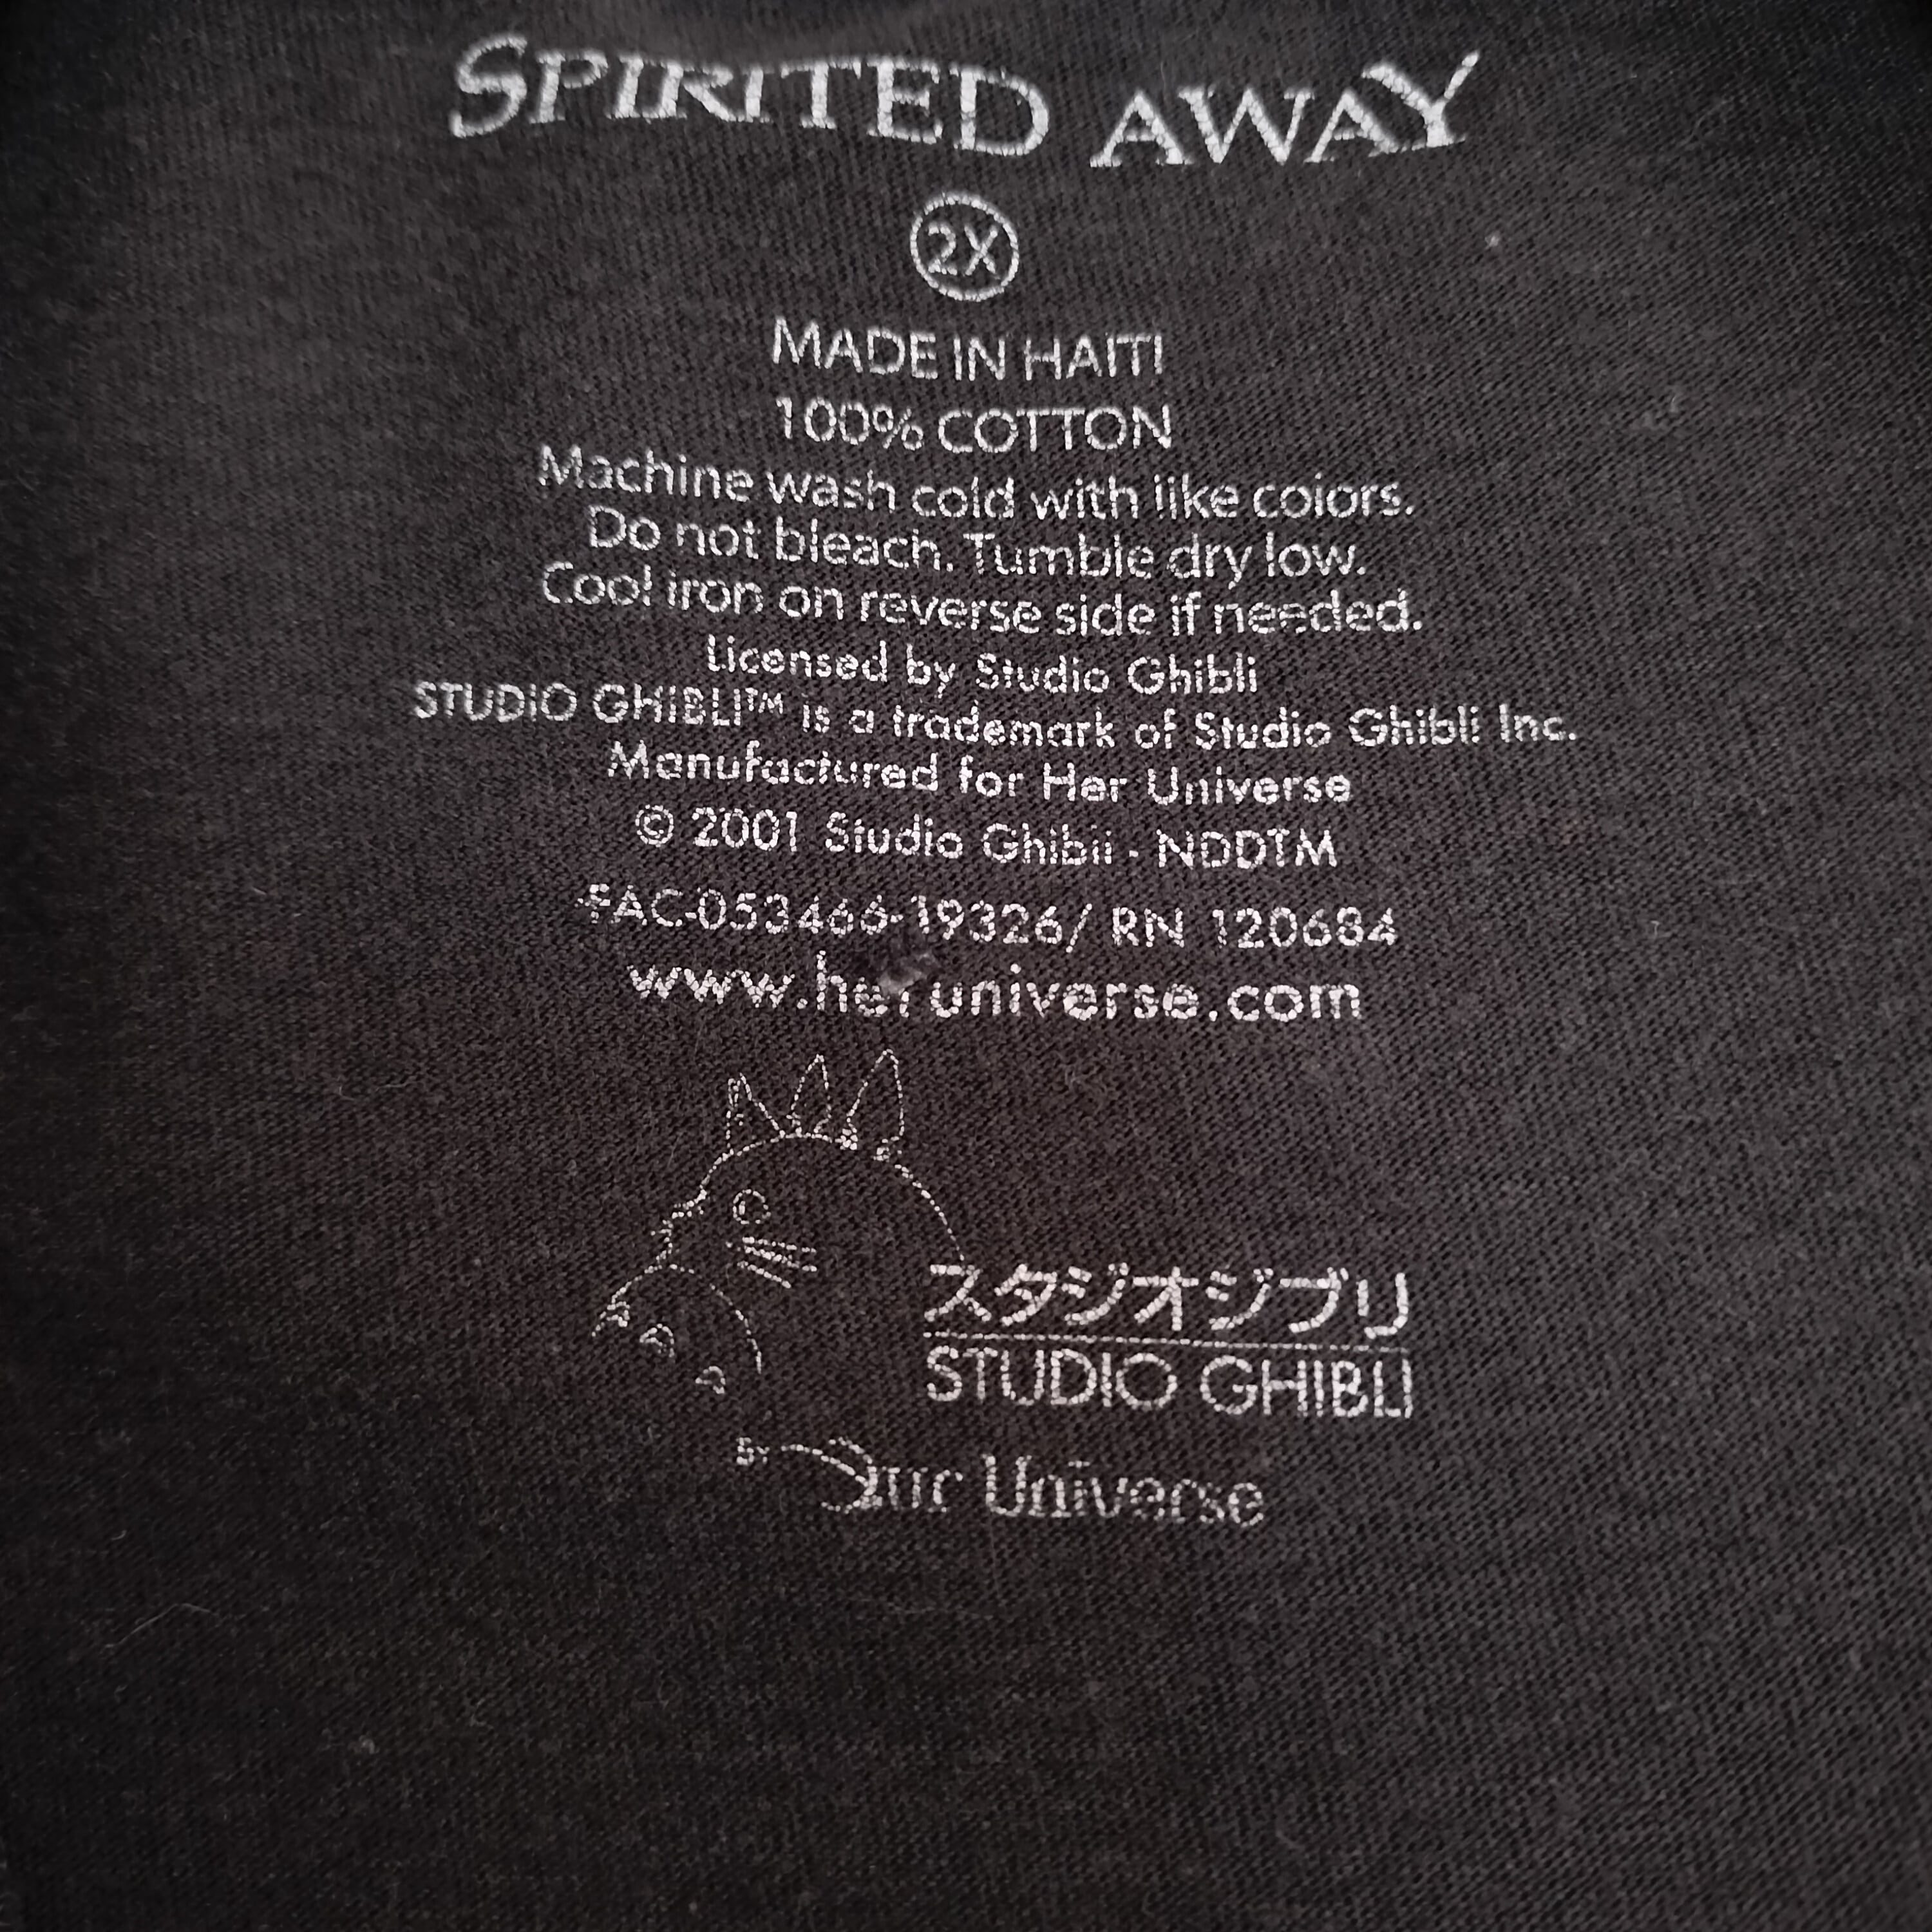 SPIRITED AWAY
2X
MADE IN HAITI
100% COTTON
Machine wash cold with like colors.
Do not bleach. Tumble dry low.
Cool iron on reverse side if needed.
Licensed by Studio Ghibli
STUDIO GHIBLI™ is a trademark of Studio Ghibli Inc.
Manufactured for Her Universe
© 2001 Studio Ghibli - NDDTM
FAC-053466-19326/ RN 120684
www.heruniverse.com
スタジオジブリ
STUDIO GHIBLI
By Our Universe